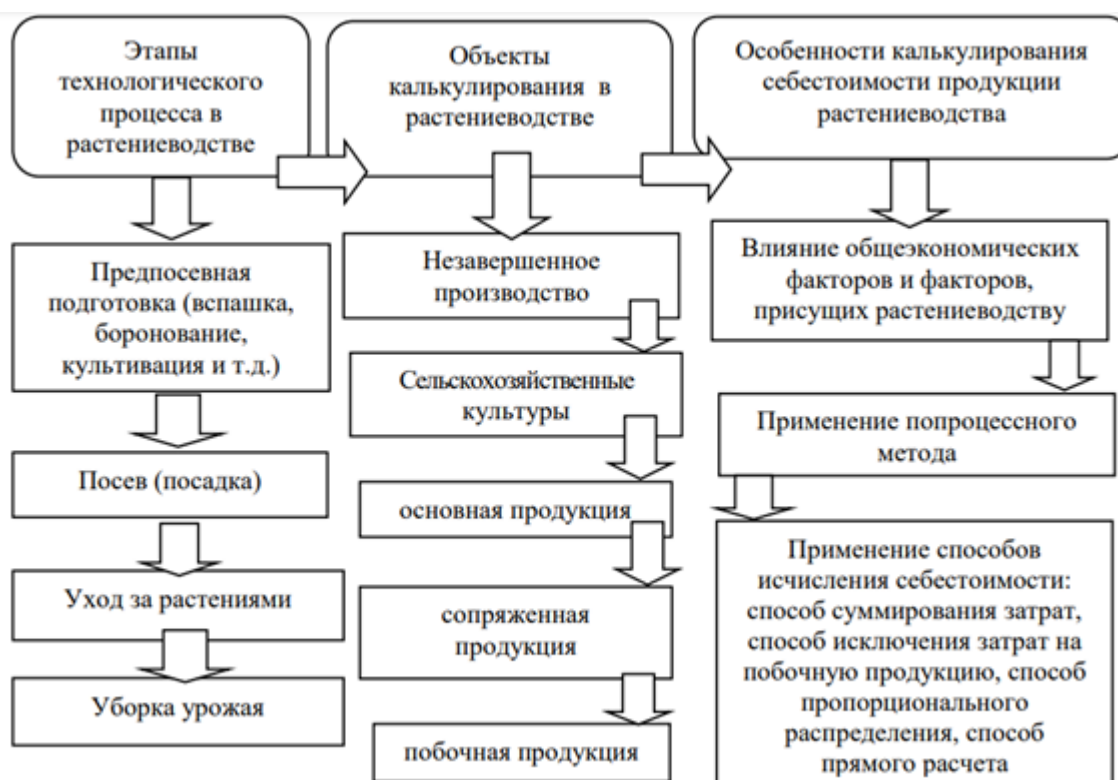 Этапы
технологического
процесса в
растениеводстве
Объекты
калькулирования в
растениеводстве
Особенности калькулирования
себестоимости продукции
растениеводства
Предпосевная
подготовка (вспашка,
боронование,
культивация и т.д.)
Посев (посадка)
Уход за растениями
Уборка урожая
Незавершенное
производство
Сельскохозяйственные
культуры
основная продукция
сопряженная
продукция
побочная продукция
Влияние общеэкономических
факторов и факторов,
присущих растениеводству
Применение попроцессного
метода
Применение способов
исчисления себестоимости:
способ суммирования затрат,
способ исключения затрат на
побочную продукцию, способ
пропорционального
распределения, способ
прямого расчета